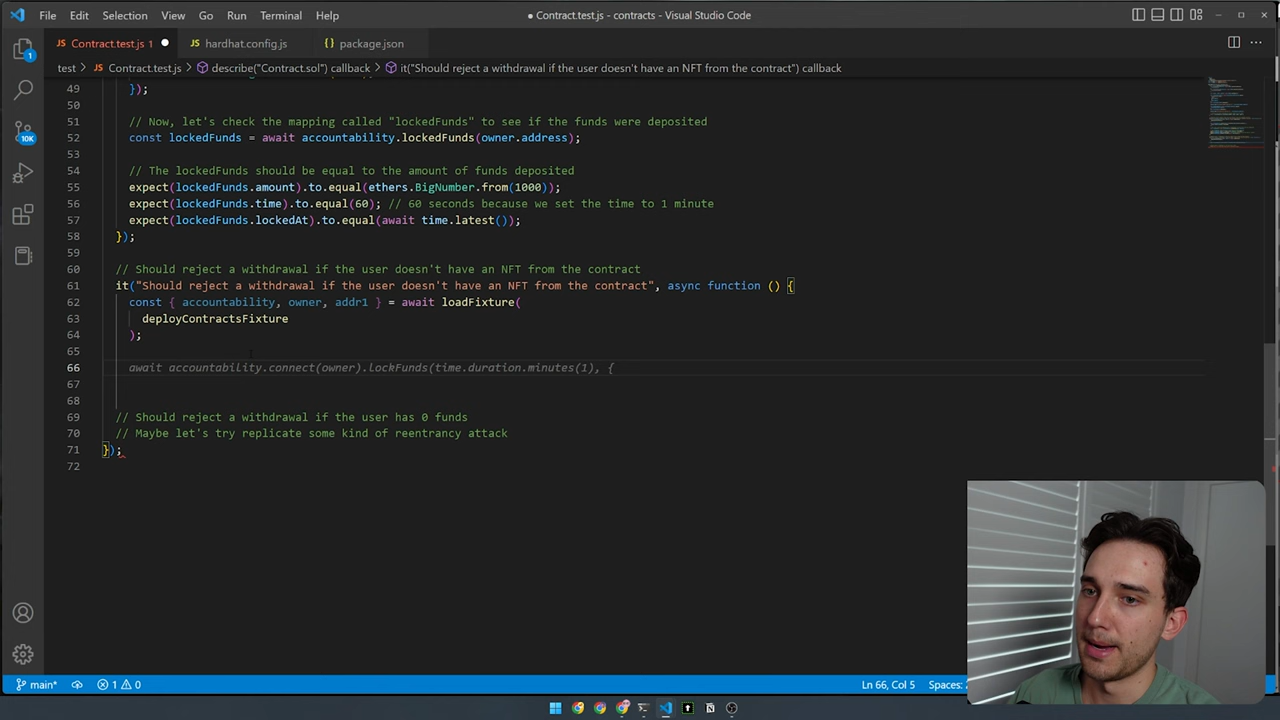 File Edit Selection View Go Run Terminal Help
● Contract.test.js - contracts - Visual Studio Code
JS Contract.test.js 1 ● JS hardhat.config.js {} package.json
test > JS Contract.test.js > describe("Contract.sol") callback > it("Should reject a withdrawal if the user doesn't have an NFT from the contract") callback
49 });
50
51 // Now, let's check the mapping called "lockedFunds" to see if the funds were deposited
52 const lockedFunds = await accountability.lockedFunds(owner.address);
53
54 // The lockedFunds should be equal to the amount of funds deposited
55 expect(lockedFunds.amount).to.equal(ethers.BigNumber.from(1000));
56 expect(lockedFunds.time).to.equal(60); // 60 seconds because we set the time to 1 minute
57 expect(lockedFunds.lockedAt).to.equal(await time.latest());
58 });
59
60 // Should reject a withdrawal if the user doesn't have an NFT from the contract
61 it("Should reject a withdrawal if the user doesn't have an NFT from the contract", async function () {
62 const { accountability, owner, addr1 } = await loadFixture(
63 deployContractsFixture
64 );
65
66 await accountability.connect(owner).lockFunds(time.duration.minutes(1), {
67
68
69 // Should reject a withdrawal if the user has 0 funds
70 // Maybe let's try replicate some kind of reentrancy attack
71 });
72
1
10K
main* 1 0 Ln 66, Col 5 Spaces: